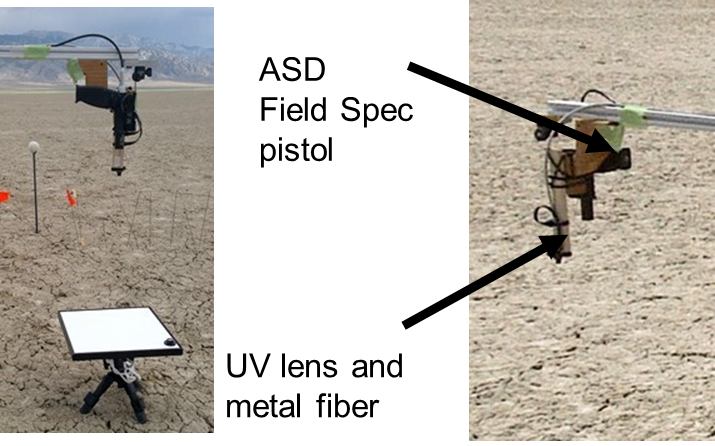 ASD
Field Spec
pistol
UV lens and
metal fiber